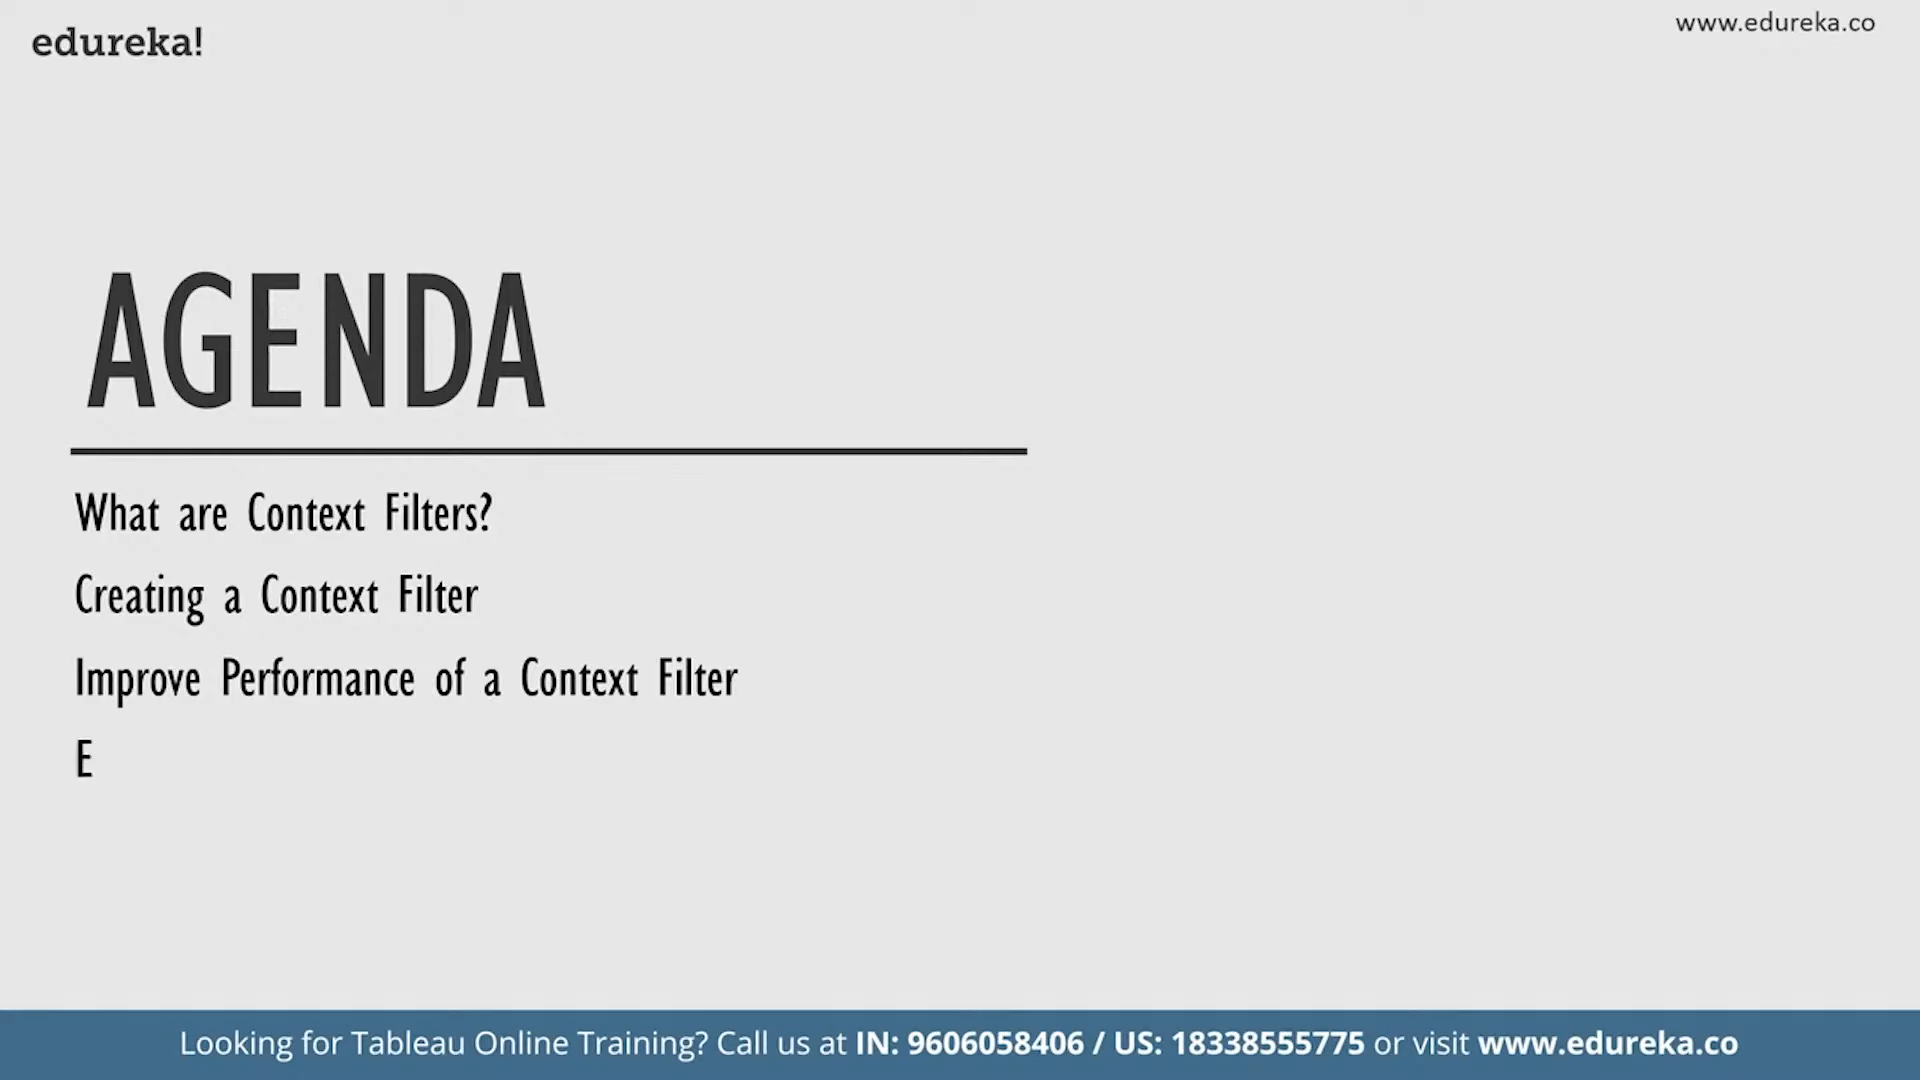 edureka!
www.edureka.co
AGENDA
What are Context Filters?
Creating a Context Filter
Improve Performance of a Context Filter
E
Looking for Tableau Online Training? Call us at IN: 9606058406 / US: 18338555775 or visit www.edureka.co